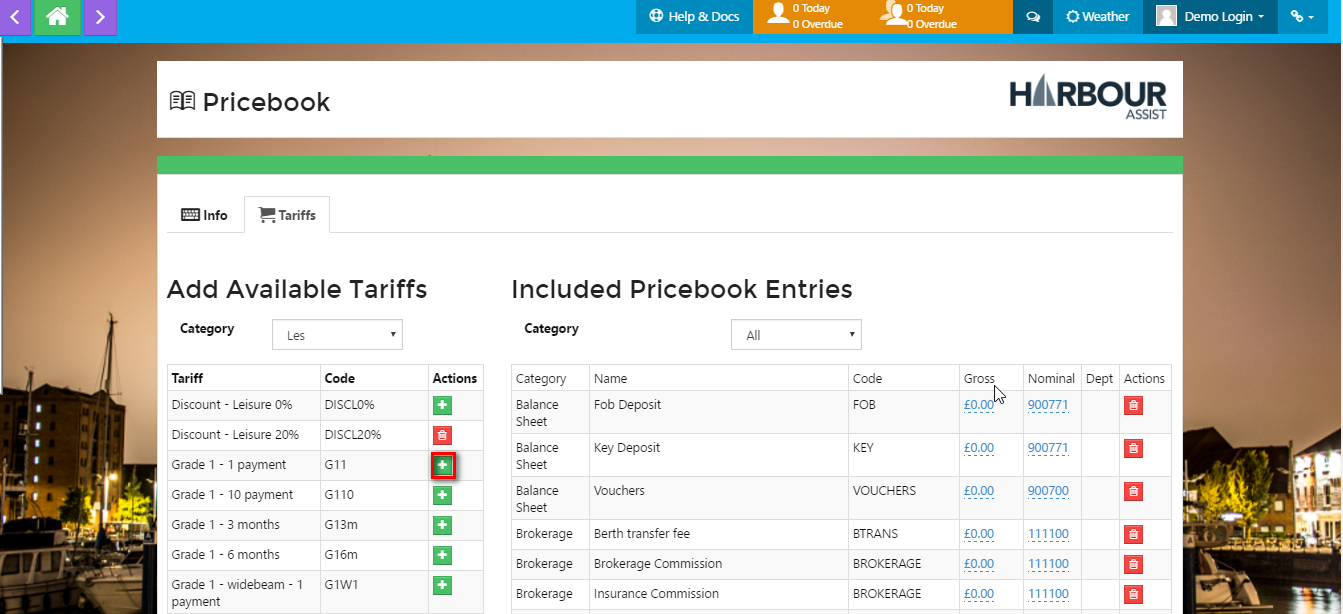 Help & Docs
0 Today
0 Overdue
0 Today
0 Overdue
Weather
Demo Login
Pricebook
HARBOUR
ASSIST
Info
Tariffs
Add Available Tariffs
Category
Les
Tariff Code Actions
Discount - Leisure 0% DISCL0%
Discount - Leisure 20% DISCL20%
Grade 1 - 1 payment G11
Grade 1 - 10 payment G110
Grade 1 - 3 months G13m
Grade 1 - 6 months G16m
Grade 1 - widebeam - 1 G1W1
payment
Included Pricebook Entries
Category
All
Category Name Code Gross Nominal Dept Actions
Balance Fob Deposit FOB £0.00 900771
Sheet
Balance Key Deposit KEY £0.00 900771
Sheet
Balance Vouchers VOUCHERS £0.00 900700
Sheet
Brokerage Berth transfer fee BTRANS £0.00 111100
Brokerage Brokerage Commission BROKERAGE £0.00 111100
Brokerage Insurance Commission BROKERAGE £0.00 111100